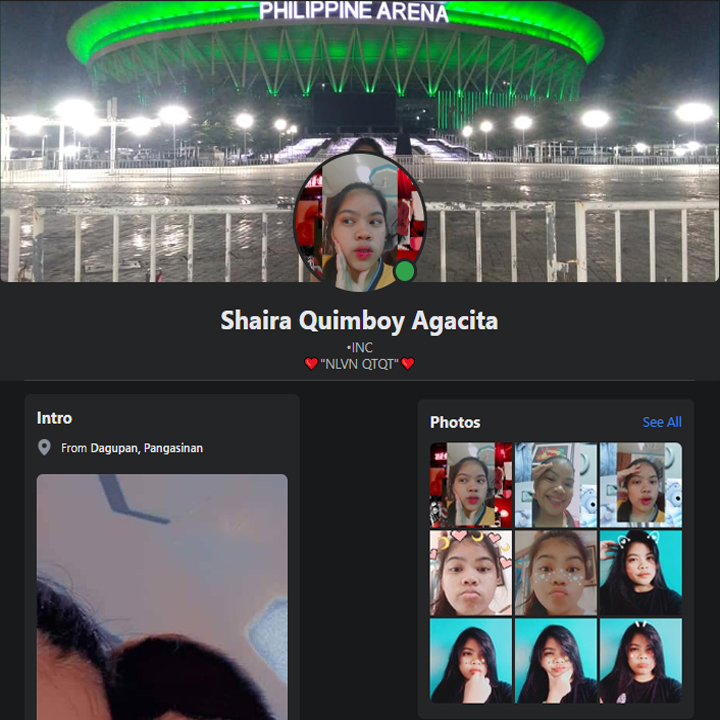 PHILIPPINE ARENA
Shaira Quimboy Agacita
•INC
❤️"NLVN QTQT"❤️
Intro
From Dagupan, Pangasinan
Photos
See All